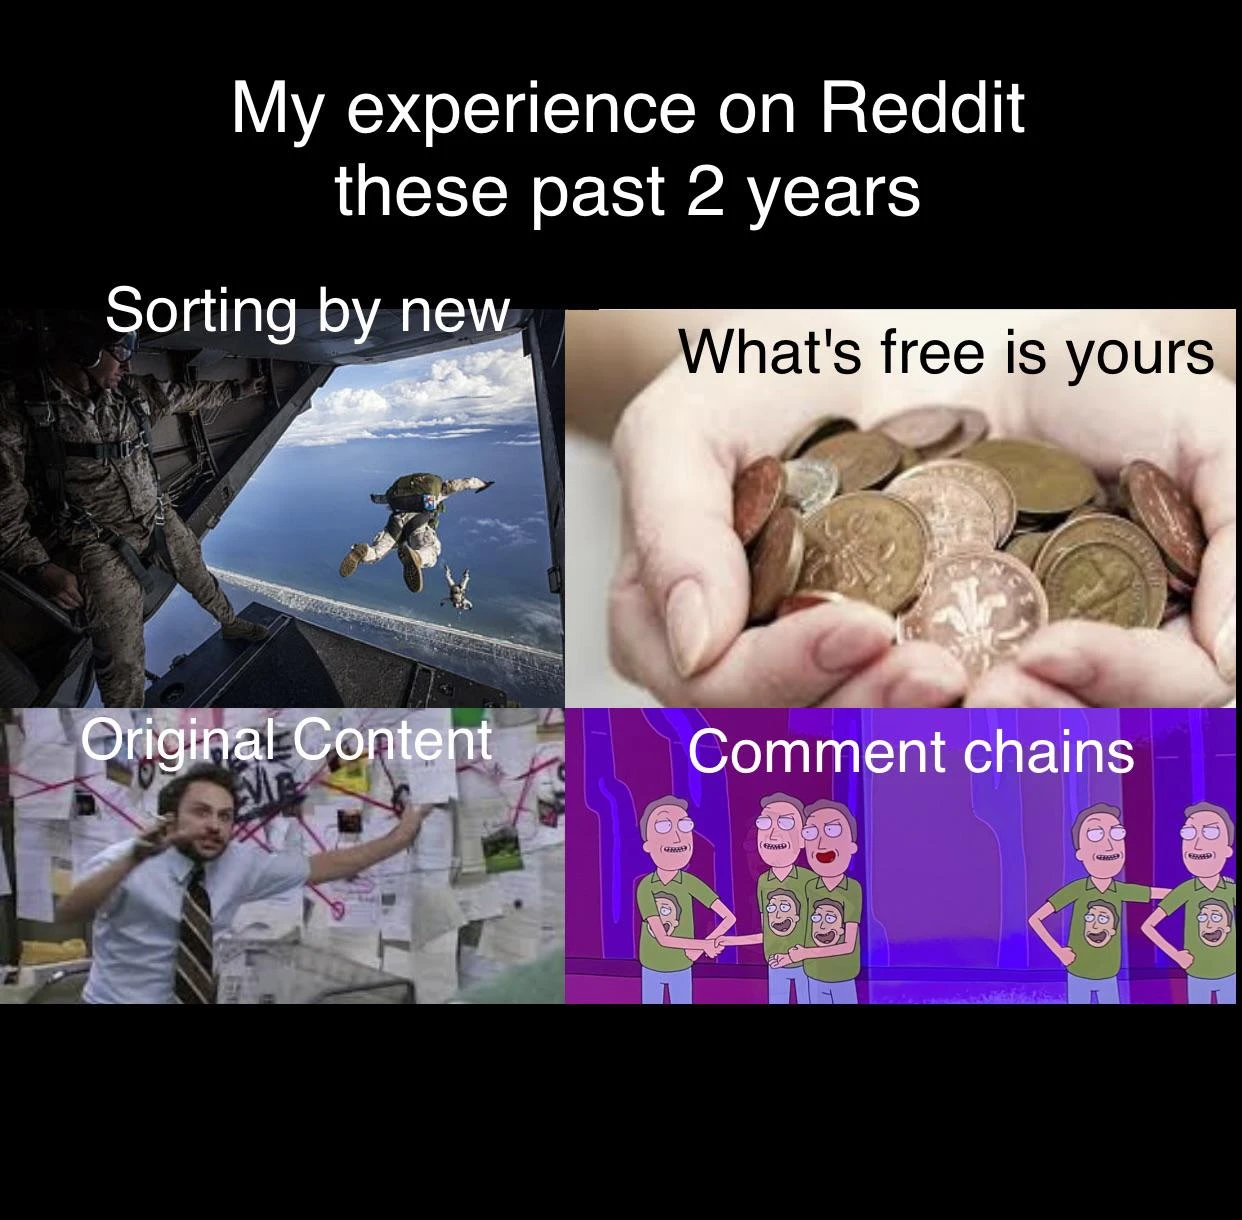 My experience on Reddit
these past 2 years
Sorting by new
What's free is yours
Original Content
Comment chains